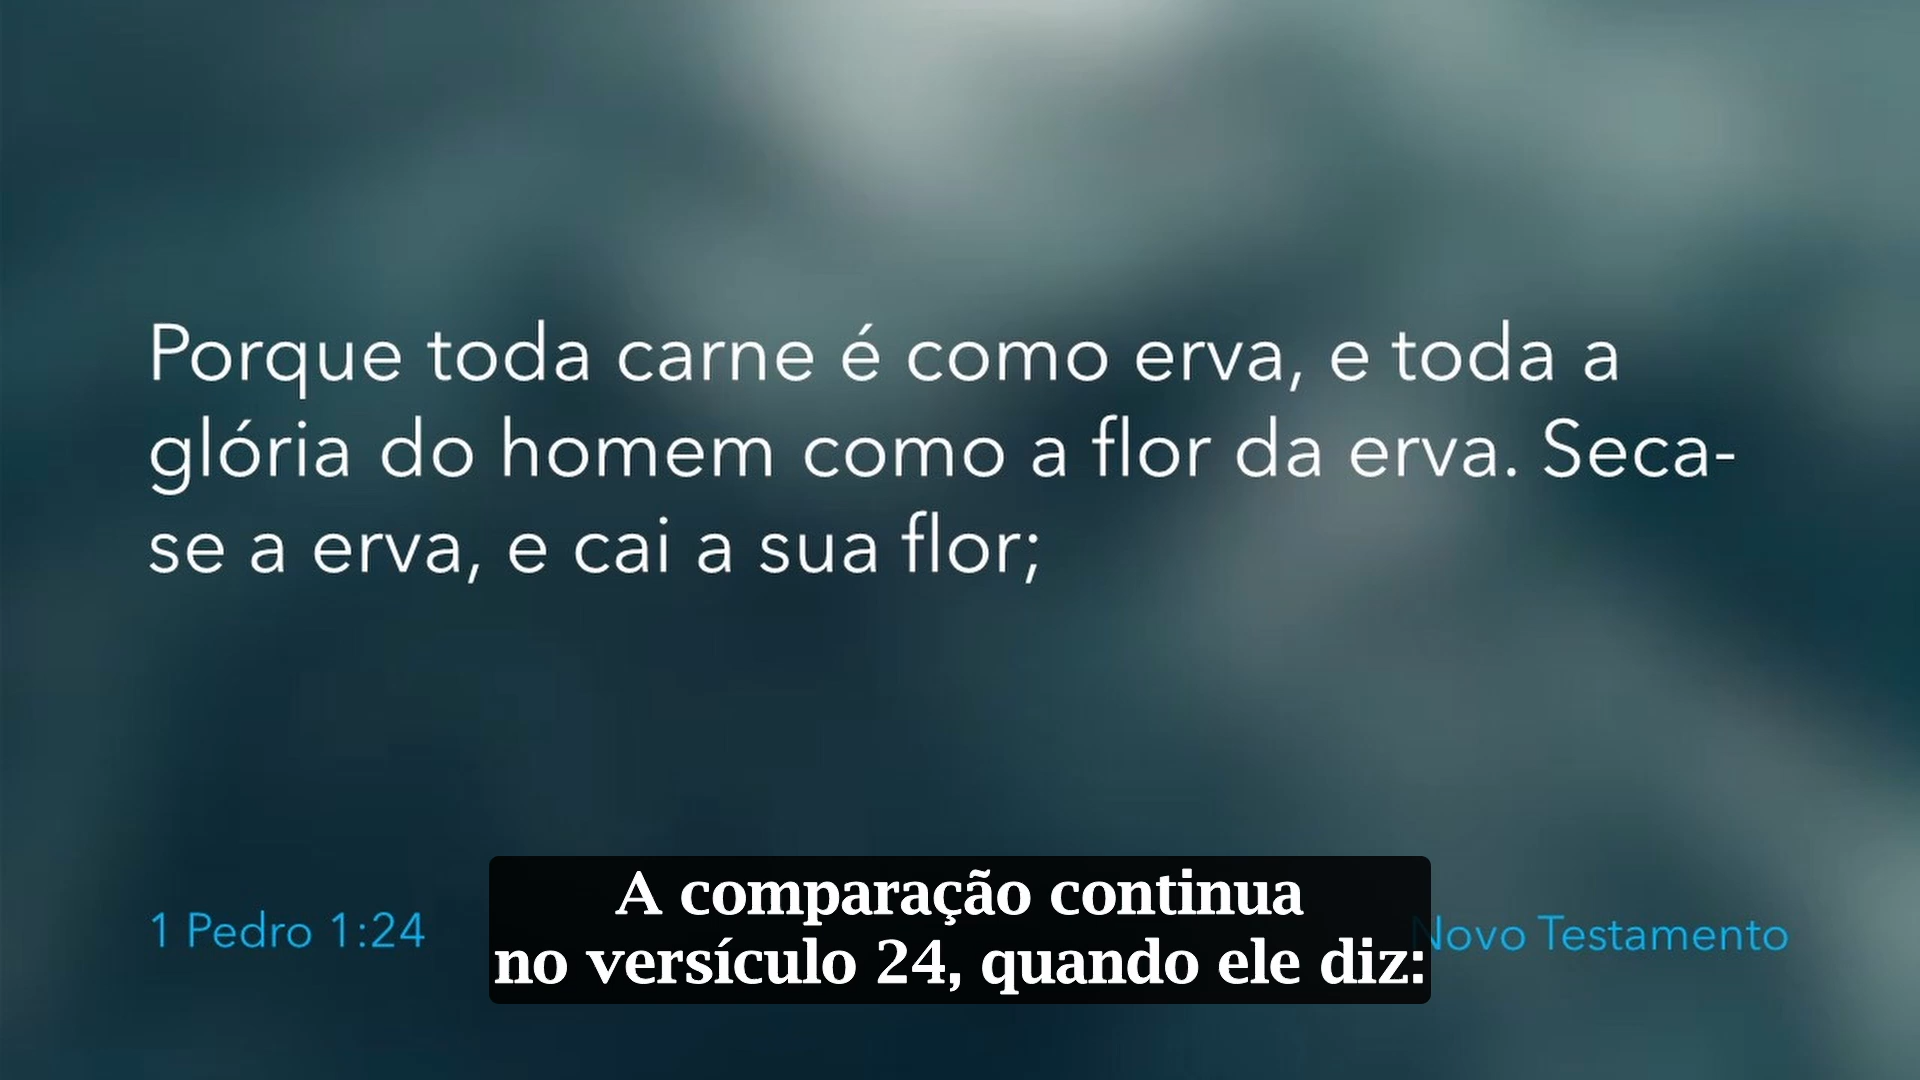 Porque toda carne é como erva, e toda a
glória do homem como a flor da erva. Seca-
se a erva, e cai a sua flor;
1 Pedro 1:24
Novo Testamento
A comparação continua
no versículo 24, quando ele diz: